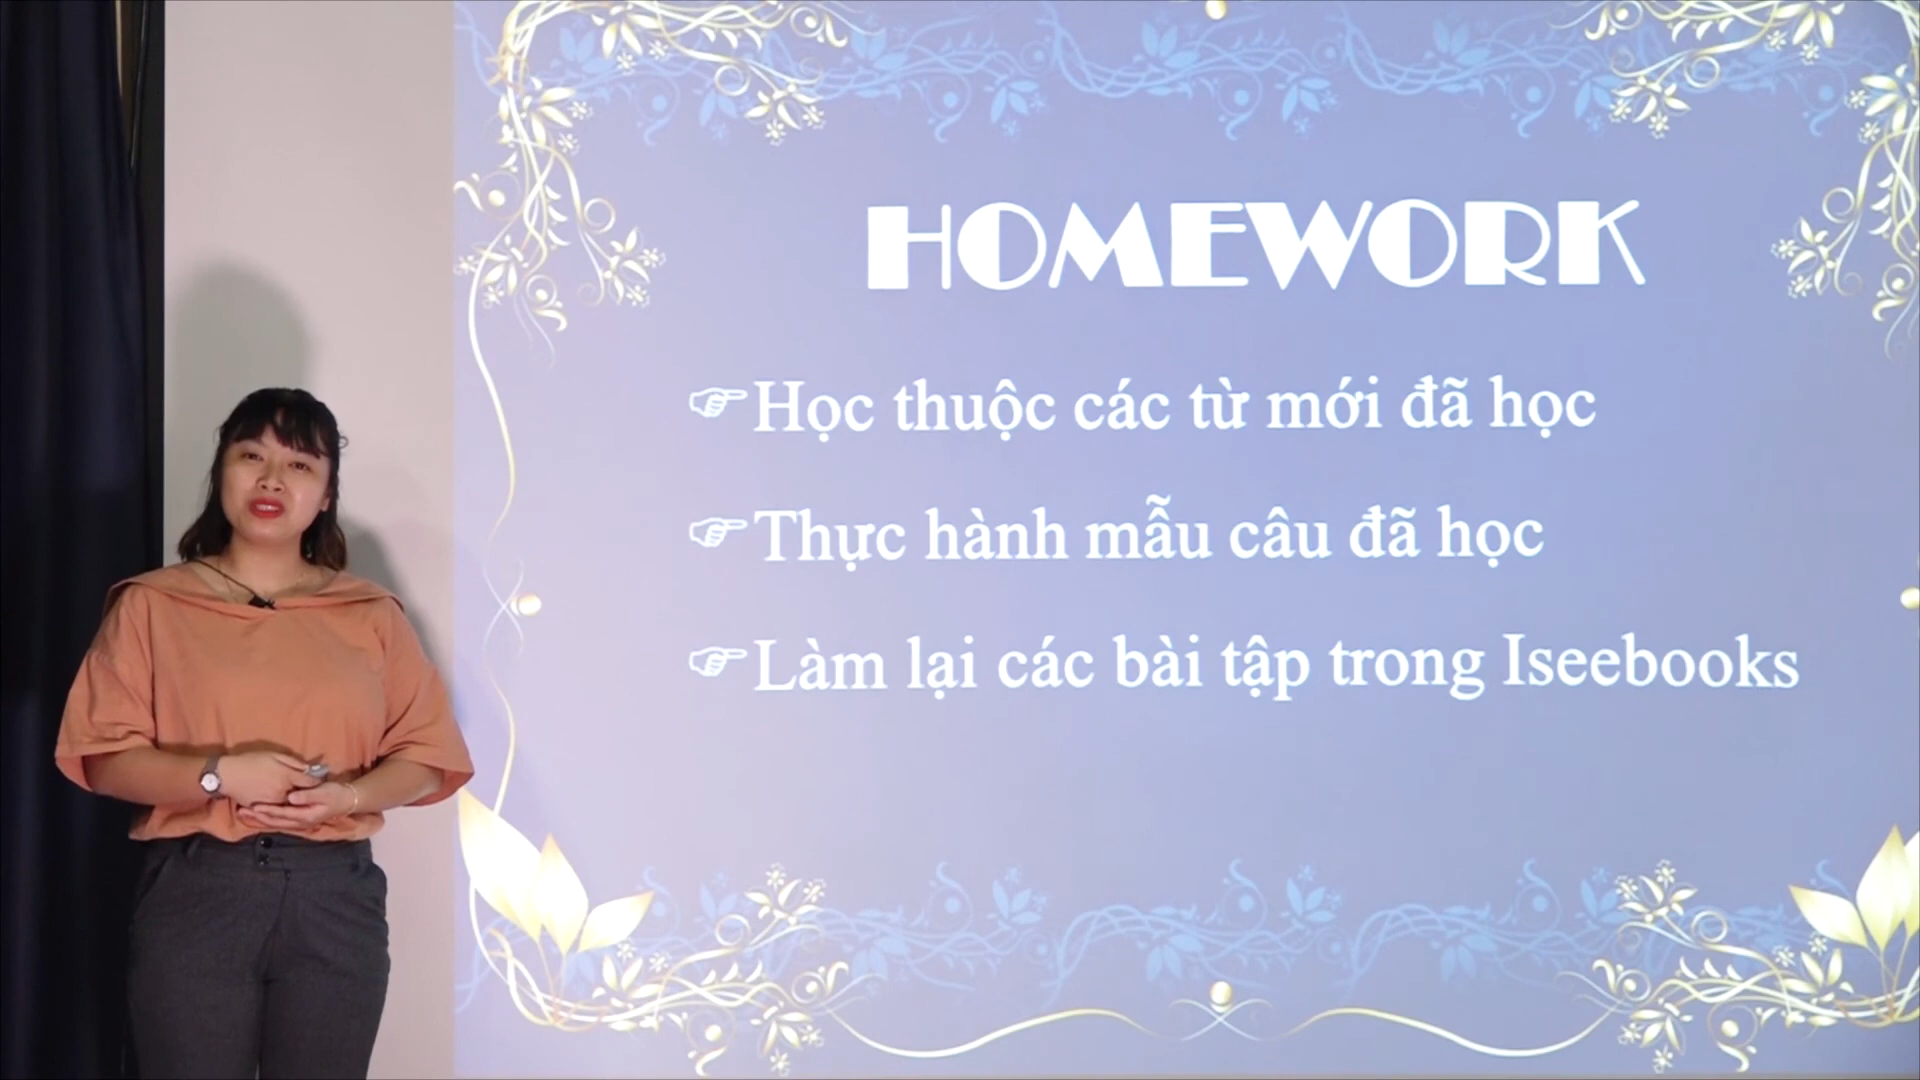 HOMEWORK
Học thuộc các từ mới đã học
Thực hành mẫu câu đã học
Làm lại các bài tập trong Iseebooks